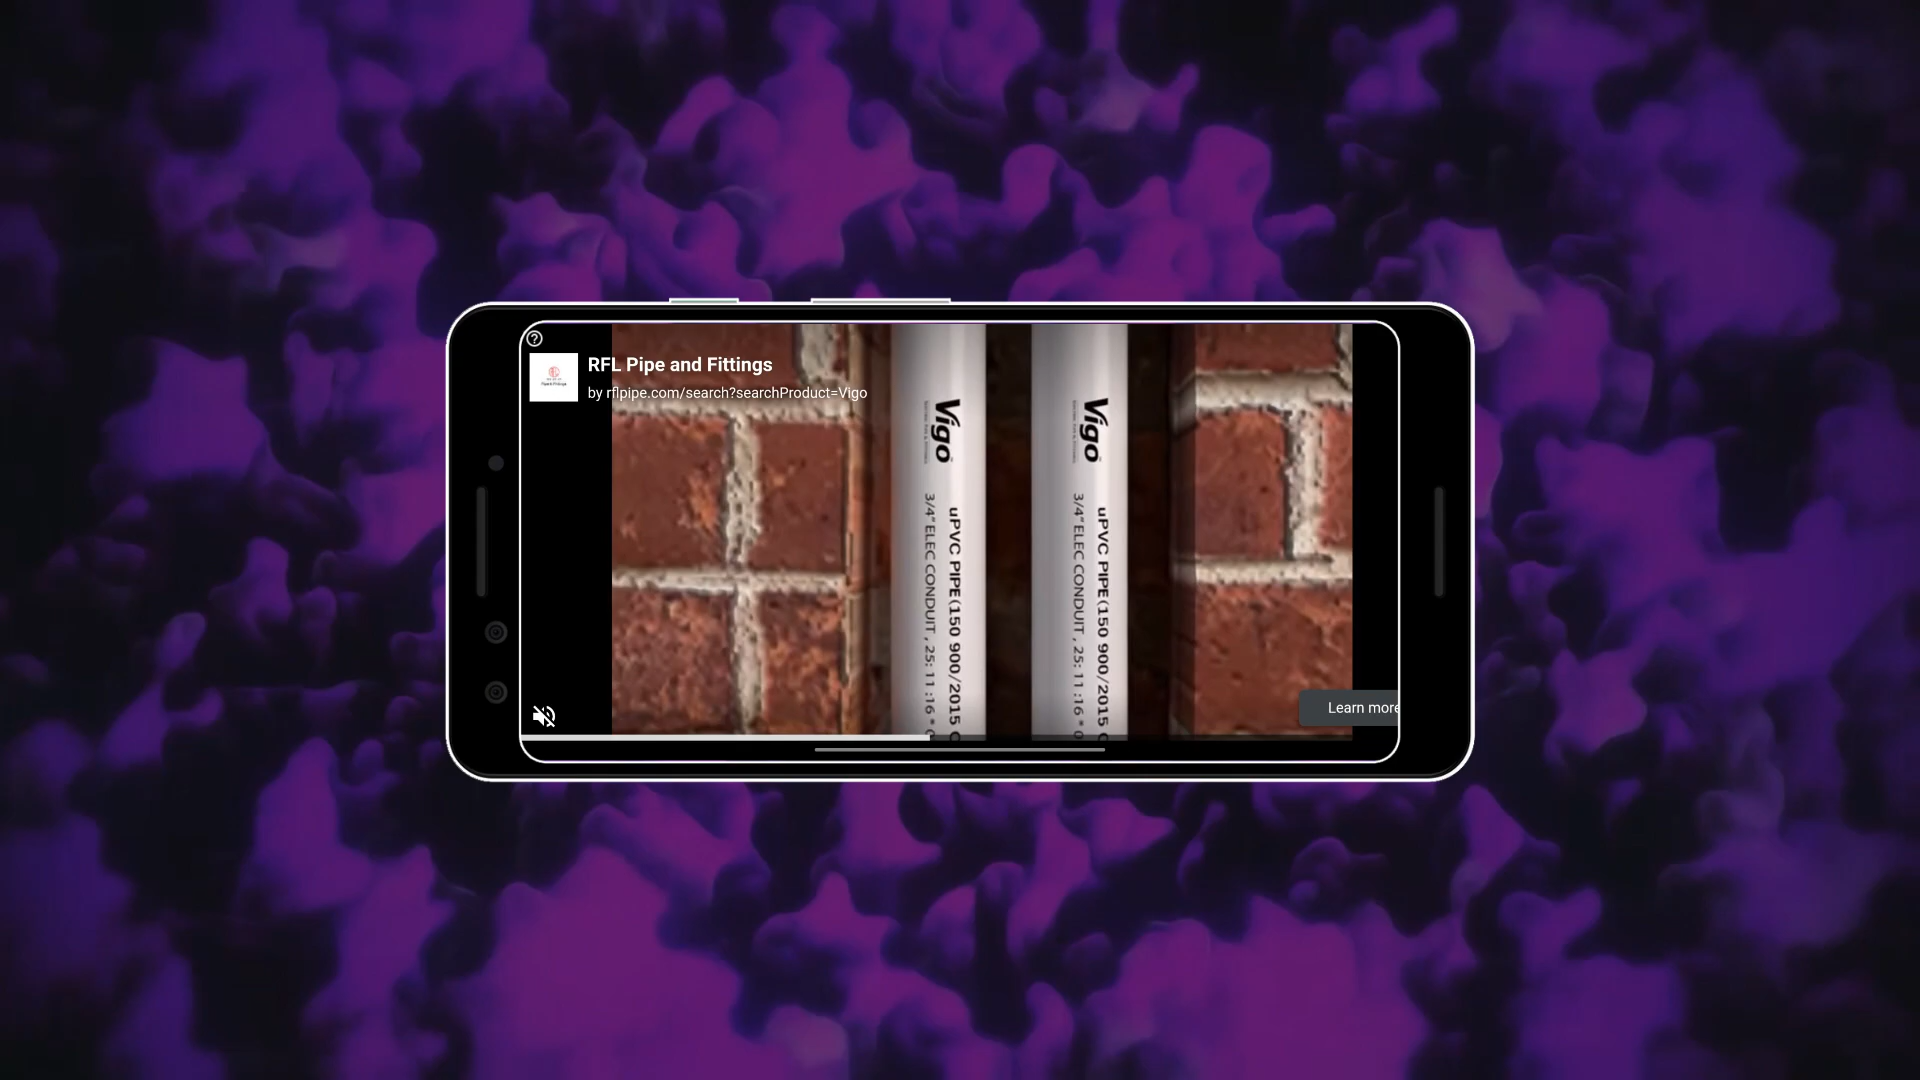 RFL Pipe and Fittings
by rflpipe.com/search?searchProduct=Vigo
Vigo
uPVC PIPE(150 900/2015
3/4" ELEC CONDUIT , 25: 11 :16 *
Vigo
uPVC PIPE(150 900/2015
3/4" ELEC CONDUIT , 25: 11 :16 *
Learn more